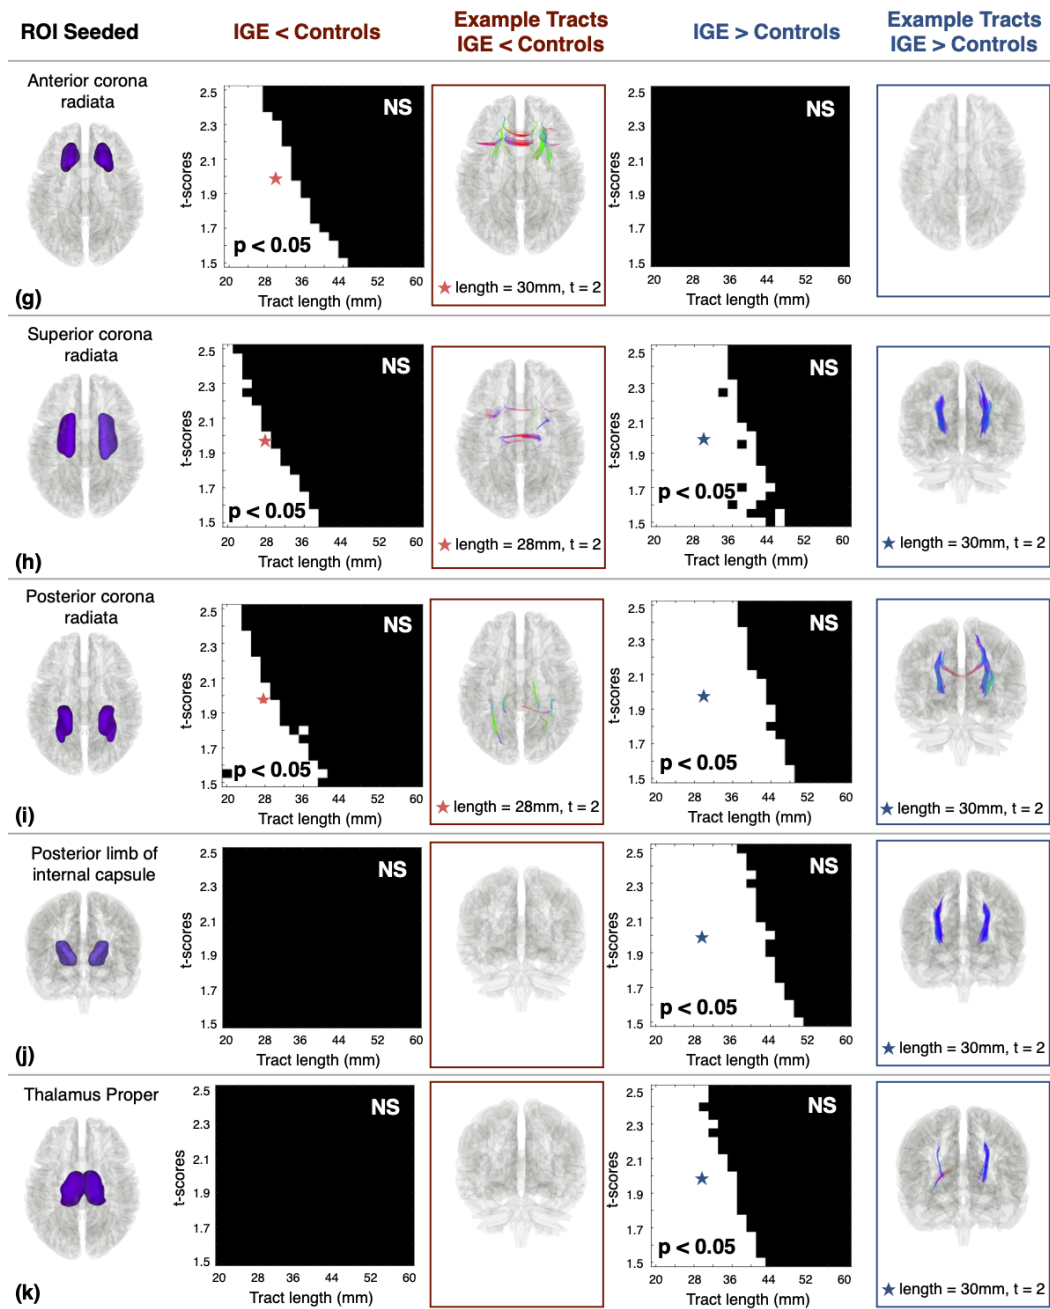 ROI Seeded
IGE < Controls
Example Tracts
IGE < Controls
IGE > Controls
Example Tracts
IGE > Controls
Anterior corona
radiata
(g)
t-scores
2.5
2.3
2.1
1.9
1.7
1.5
NS
p < 0.05
20 28 36 44 52 60
Tract length (mm)
★ length = 30mm, t = 2
t-scores
2.5
2.3
2.1
1.9
1.7
1.5
NS
20 28 36 44 52 60
Tract length (mm)
Superior corona
radiata
(h)
t-scores
2.5
2.3
2.1
1.9
1.7
1.5
NS
p < 0.05
20 28 36 44 52 60
Tract length (mm)
★ length = 28mm, t = 2
t-scores
2.5
2.3
2.1
1.9
1.7
1.5
NS
p < 0.05
20 28 36 44 52 60
Tract length (mm)
★ length = 30mm, t = 2
Posterior corona
radiata
(i)
t-scores
2.5
2.3
2.1
1.9
1.7
1.5
NS
p < 0.05
20 28 36 44 52 60
Tract length (mm)
★ length = 28mm, t = 2
t-scores
2.5
2.3
2.1
1.9
1.7
1.5
NS
p < 0.05
20 28 36 44 52 60
Tract length (mm)
★ length = 30mm, t = 2
Posterior limb of
internal capsule
(j)
t-scores
2.5
2.3
2.1
1.9
1.7
1.5
NS
20 28 36 44 52 60
Tract length (mm)
t-scores
2.5
2.3
2.1
1.9
1.7
1.5
NS
p < 0.05
20 28 36 44 52 60
Tract length (mm)
★ length = 30mm, t = 2
Thalamus Proper
(k)
t-scores
2.5
2.3
2.1
1.9
1.7
1.5
NS
20 28 36 44 52 60
Tract length (mm)
t-scores
2.5
2.3
2.1
1.9
1.7
1.5
NS
p < 0.05
20 28 36 44 52 60
Tract length (mm)
★ length = 30mm, t = 2